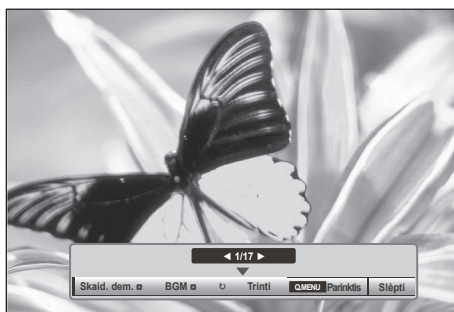 ◀ 1/17 ▶
Skaid. dem. BGM ↻ Trinti Q.MENU Parinktis Slėpti